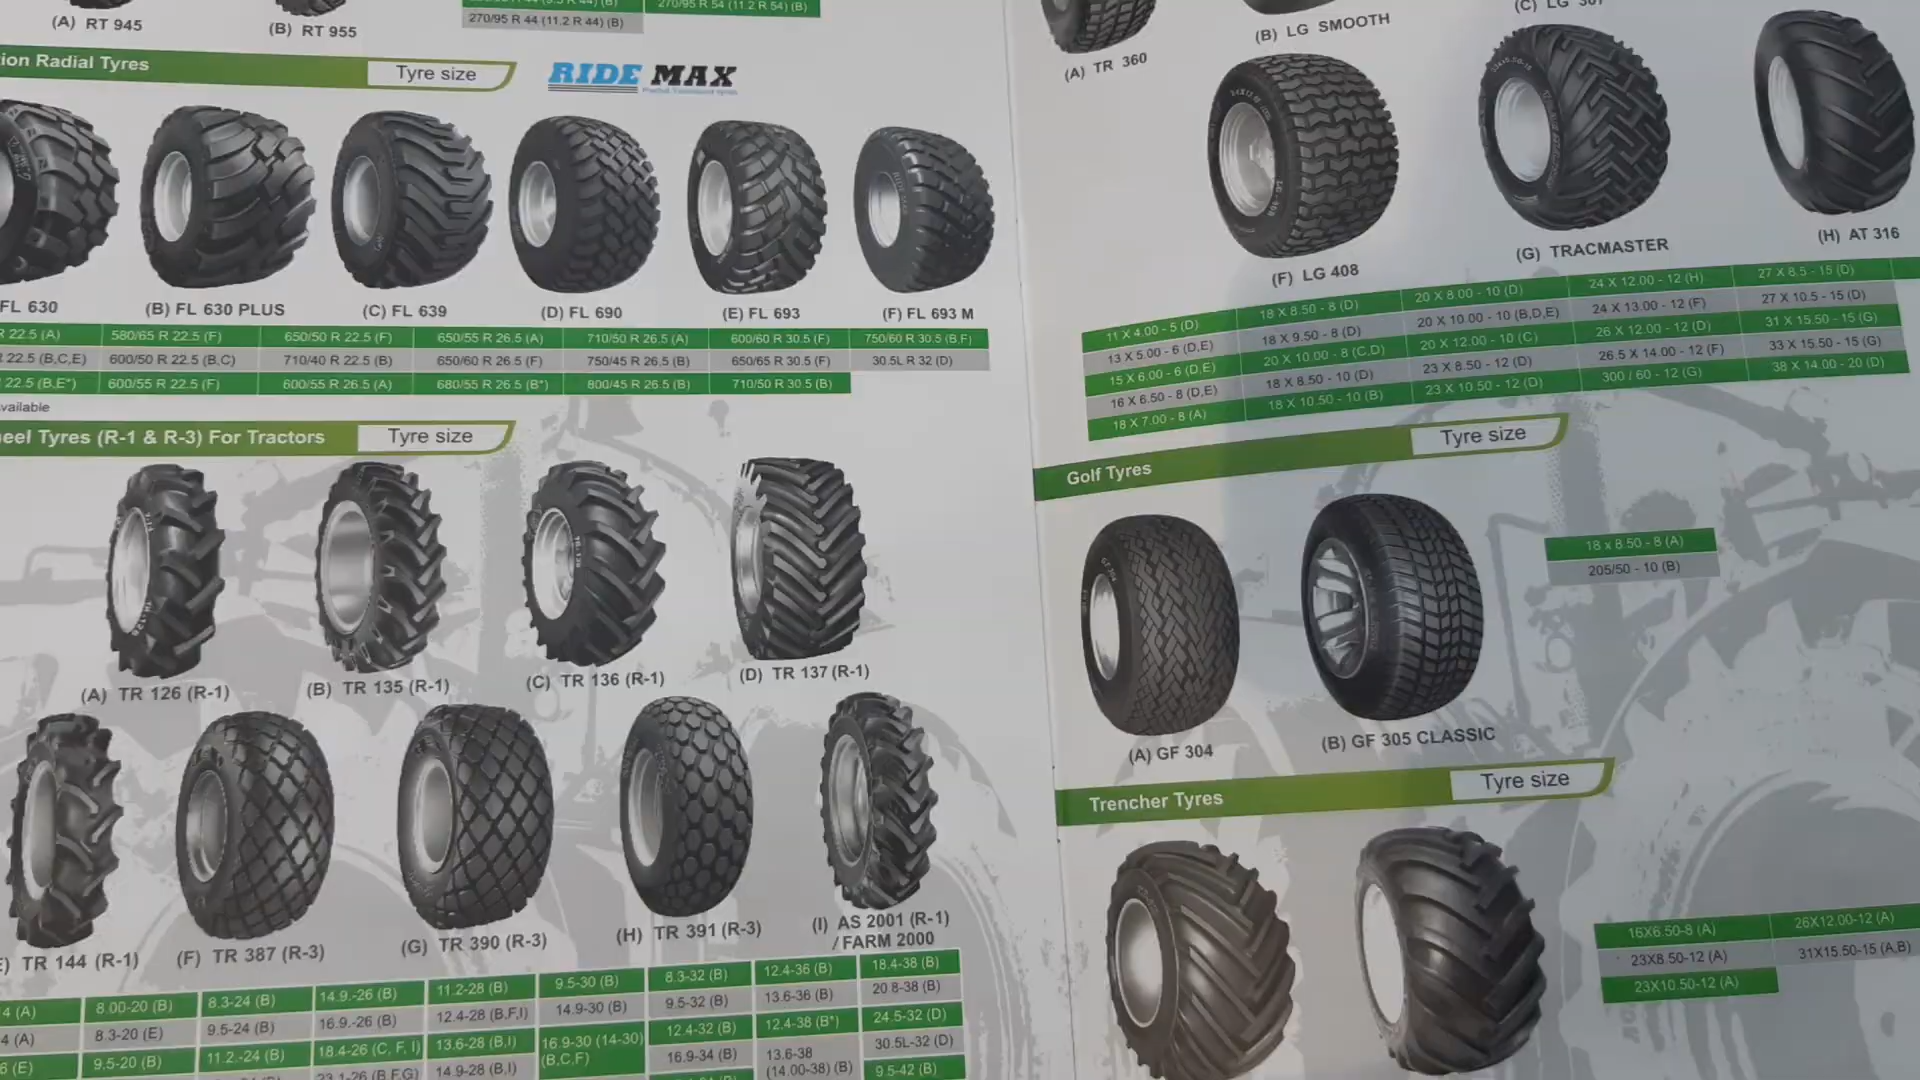 (A) RT 945
(B) RT 955
270/95 R 44 (11.2 R 44) (B)
270/95 R 54 (11.2 R 54) (B)
ion Radial Tyres
Tyre size
RIDE MAX
FL 630
(B) FL 630 PLUS
(C) FL 639
(D) FL 690
(E) FL 693
(F) FL 693 M
R 22.5 (A) 580/65 R 22.5 (F) 650/50 R 22.5 (F) 650/55 R 26.5 (A) 710/50 R 26.5 (A) 600/60 R 30.5 (F) 750/60 R 30.5 (B,F)
R 22.5 (B,C,E) 600/50 R 22.5 (B,C) 710/40 R 22.5 (B) 650/60 R 26.5 (F) 750/45 R 26.5 (B) 650/65 R 30.5 (F) 30.5L R 32 (D)
22.5 (B,E*) 600/55 R 22.5 (F) 600/55 R 26.5 (A) 680/55 R 26.5 (B*) 800/45 R 26.5 (B) 710/50 R 30.5 (B)
vailable
eel Tyres (R-1 & R-3) For Tractors
Tyre size
(A) TR 126 (R-1)
(B) TR 135 (R-1)
(C) TR 136 (R-1)
(D) TR 137 (R-1)
TR 144 (R-1)
(F) TR 387 (R-3)
(G) TR 390 (R-3)
(H) TR 391 (R-3)
(I) AS 2001 (R-1)
/ FARM 2000
4 (A) 8.00-20 (B) 8.3-24 (B) 14.9.-26 (B) 11.2-28 (B) 9.5-30 (B) 8.3-32 (B) 12.4-36 (B) 18.4-38 (B)
4 (A) 8.3-20 (E) 9.5-24 (B) 16.9.-26 (B) 12.4-28 (B,F,I) 14.9-30 (B) 9.5-32 (B) 13.6-36 (B) 20.8-38 (B)
6 (E) 9.5-20 (B) 11.2.-24 (B) 18.4-26 (C, F, I) 13.6-28 (B,I) 16.9-30 (14-30) (B,C,F) 12.4-32 (B) 12.4-38 (B*) 24.5-32 (D)
23.1-26 (B,F,G) 14.9-28 (B,I) 16.9-34 (B) 13.6-38 (14.00-38) (B) 30.5L-32 (D)
9.5-42 (B)
(A) TR 360
(B) LG SMOOTH
(C) LG 307
(F) LG 408
(G) TRACMASTER
(H) AT 316
11 X 4.00 - 5 (D) 18 X 8.50 - 8 (D) 20 X 8.00 - 10 (D) 24 X 12.00 - 12 (H) 27 X 8.5 - 15 (D)
13 X 5.00 - 6 (D,E) 18 X 9.50 - 8 (D) 20 X 10.00 - 10 (B,D,E) 24 X 13.00 - 12 (F) 27 X 10.5 - 15 (D)
15 X 6.00 - 6 (D,E) 20 X 10.00 - 8 (C,D) 20 X 12.00 - 10 (C) 26 X 12.00 - 12 (D) 31 X 15.50 - 15 (G)
16 X 6.50 - 8 (D,E) 18 X 8.50 - 10 (D) 23 X 8.50 - 12 (D) 26.5 X 14.00 - 12 (F) 33 X 15.50 - 15 (G)
18 X 7.00 - 8 (A) 18 X 10.50 - 10 (B) 23 X 10.50 - 12 (D) 300 / 60 - 12 (G) 38 X 14.00 - 20 (D)
Golf Tyres
Tyre size
(A) GF 304
(B) GF 305 CLASSIC
18 x 8.50 - 8 (A)
205/50 - 10 (B)
Trencher Tyres
Tyre size
16X6.50-8 (A) 26X12.00-12 (A)
23X8.50-12 (A) 31X15.50-15 (A,B)
23X10.50-12 (A)